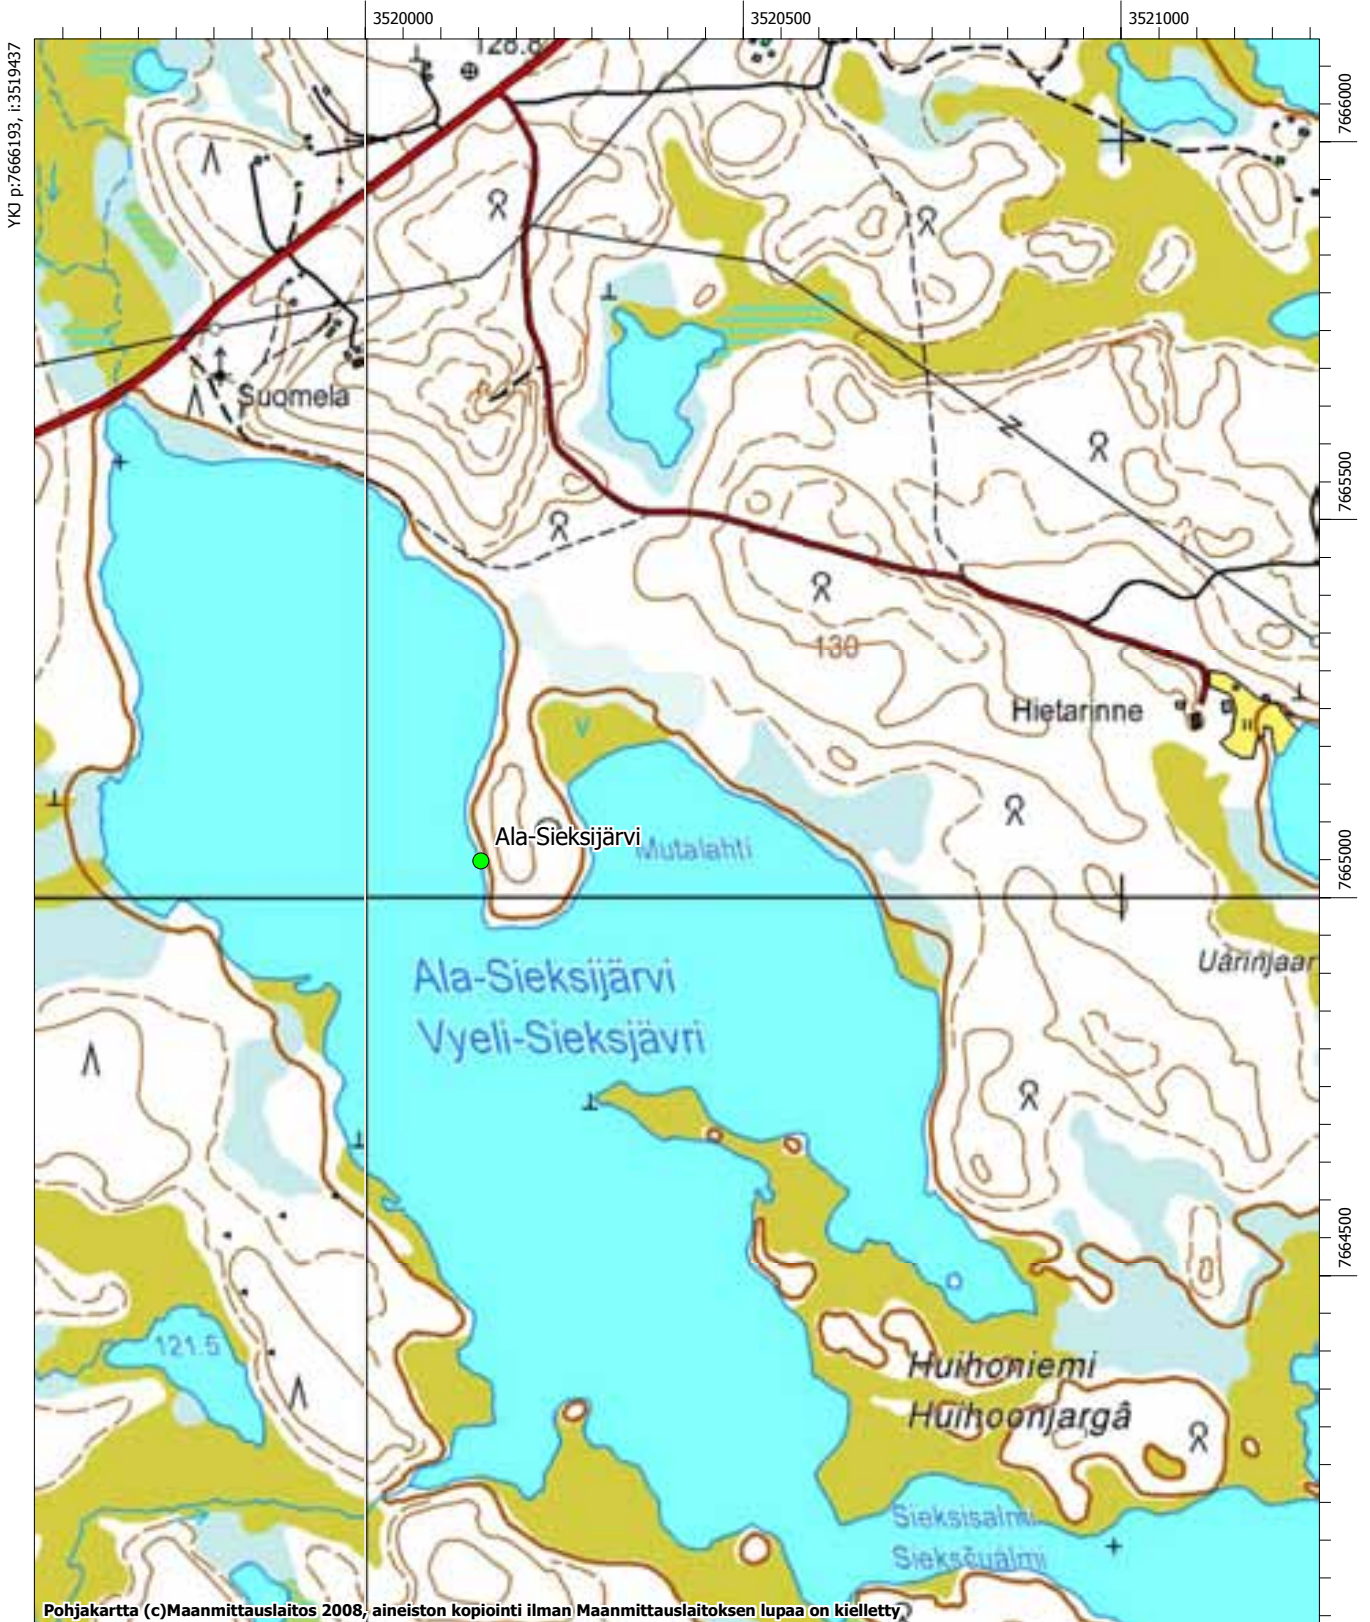 3520000
3520500
3521000
YKJ p:7666193, i:3519437
128.8
7666000
Suomela
7665500
130
Hietarinne
Ala-Sieksijärvi
Mutalahti
7665000
Uárinjaar
Ala-Sieksijärvi
Vyeli-Sieksjävri
7664500
121.5
Huihoniemi
Huihoonjargâ
Sieksisalmi
Sieksčuálmi
Pohjakartta (c)Maanmittauslaitos 2008, aineiston kopiointi ilman Maanmittauslaitoksen lupaa on kielletty